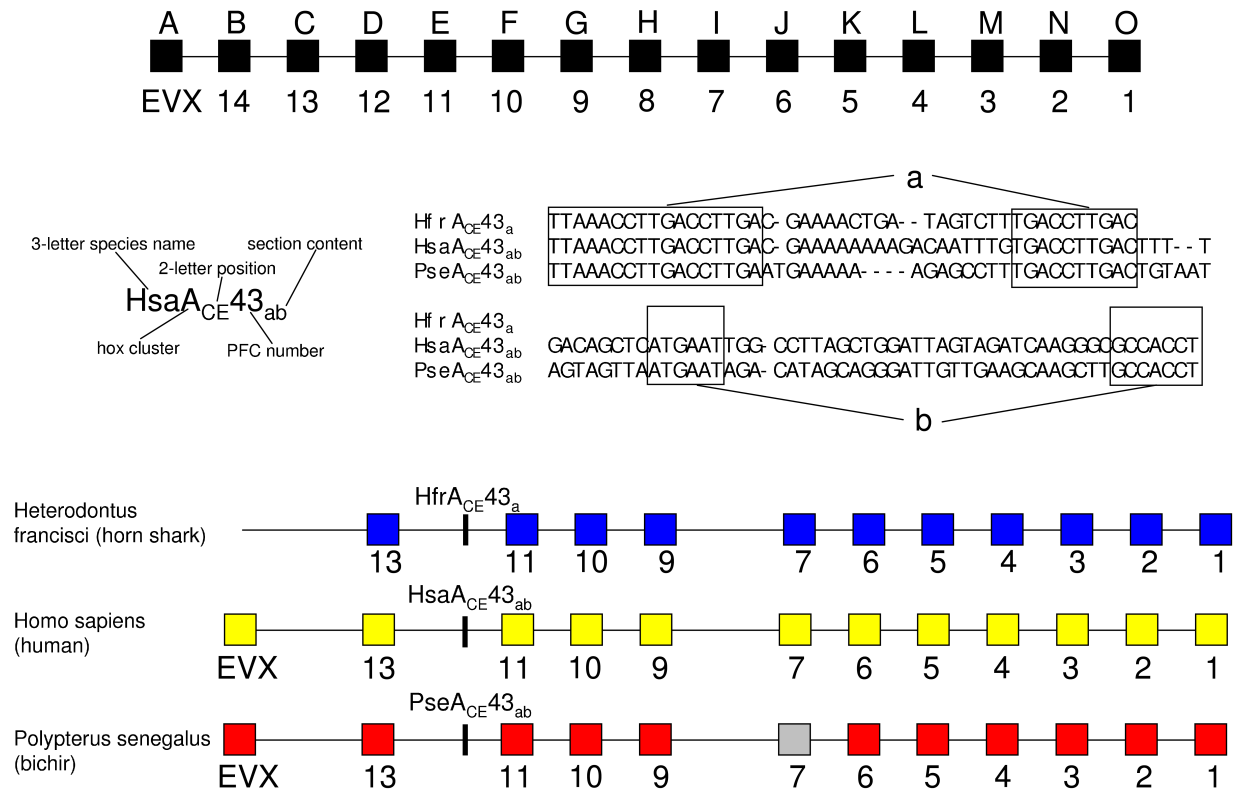 A B C D E F G H I J K L M N O
EVX 14 13 12 11 10 9 8 7 6 5 4 3 2 1
a
HfrACE43a TTAAACCTTGACCTTGAC-GAAAACTGA--TAGTCTTTGACCTTGAC
HsaACE43ab TTAAACCTTGACCTTGAC-GAAAAAAAAGACAATTTGTGACCTTGACTTT--T
PseACE43ab TTAAACCTTGACCTTGAATGAAAAA----AGAGCCTTTGACCTTGACTGTAAT
3-letter species name
section content
2-letter position
HsaACE43ab
hox cluster
PFC number
HfrACE43a
HsaACE43ab GACAGCTCATGAATTGG-CCTTAGCTGGATTAGTAGATCAAGGGCGCCACCT
PseACE43ab AGTAGTTAATGAATAGA-CATAGCAGGGATTGTTGAAGCAAGCTTGCCACCT
b
HfrACE43a
Heterodontus
francisci (horn shark)
13 11 10 9 7 6 5 4 3 2 1
HsaACE43ab
Homo sapiens
(human)
EVX 13 11 10 9 7 6 5 4 3 2 1
PseACE43ab
Polypterus senegalus
(bichir)
EVX 13 11 10 9 7 6 5 4 3 2 1